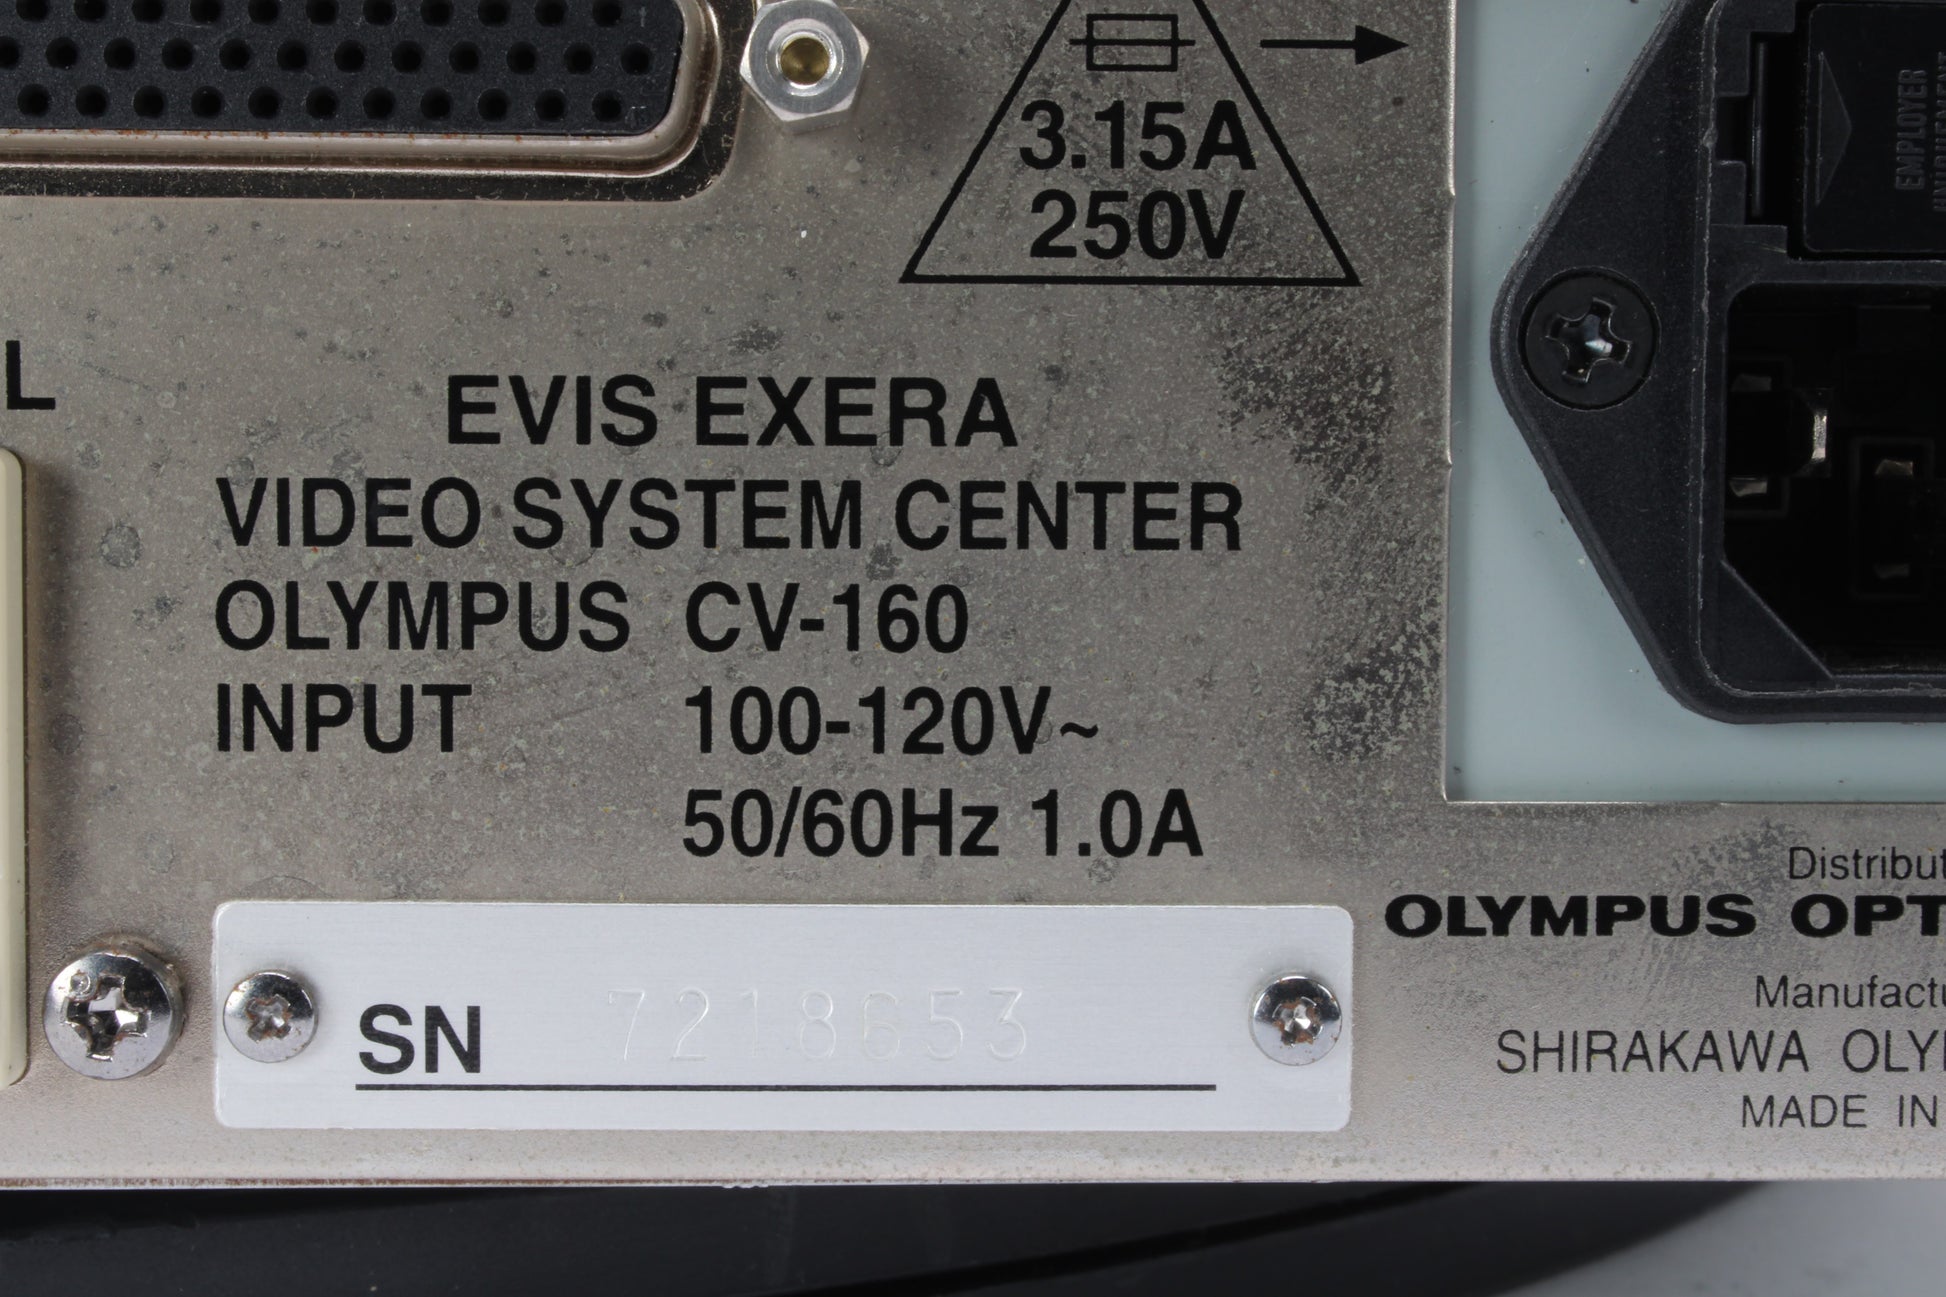 3.15A
250V
EMPLOYER
L
EVIS EXERA
VIDEO SYSTEM CENTER
OLYMPUS CV-160
INPUT 100-120V~
50/60Hz 1.0A
Distribut
OLYMPUS OPT
Manufactu
SHIRAKAWA OLY
MADE IN
SN 7218653